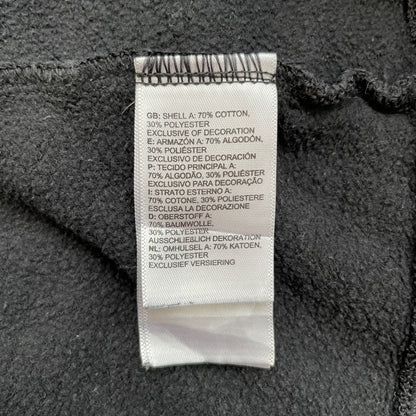 GB: SHELL A: 70% COTTON,
30% POLYESTER
EXCLUSIVE OF DECORATION
E: ARMAZÓN A: 70% ALGODÓN,
30% POLIÉSTER
EXCLUSIVO DE DECORACIÓN
P: TECIDO PRINCIPAL A:
70% ALGODÃO, 30% POLIÉSTER
EXCLUSIVO PARA DECORAÇÃO
I: STRATO ESTERNO A:
70% COTONE, 30% POLIESTERE
ESCLUSA LA DECORAZIONE
D: OBERSTOFF A:
70% BAUMWOLLE,
30% POLYESTER
AUSSCHLIEßLICH DEKORATION
NL: OMHULSEL A: 70% KATOEN,
30% POLYESTER
EXCLUSIEF VERSIERING